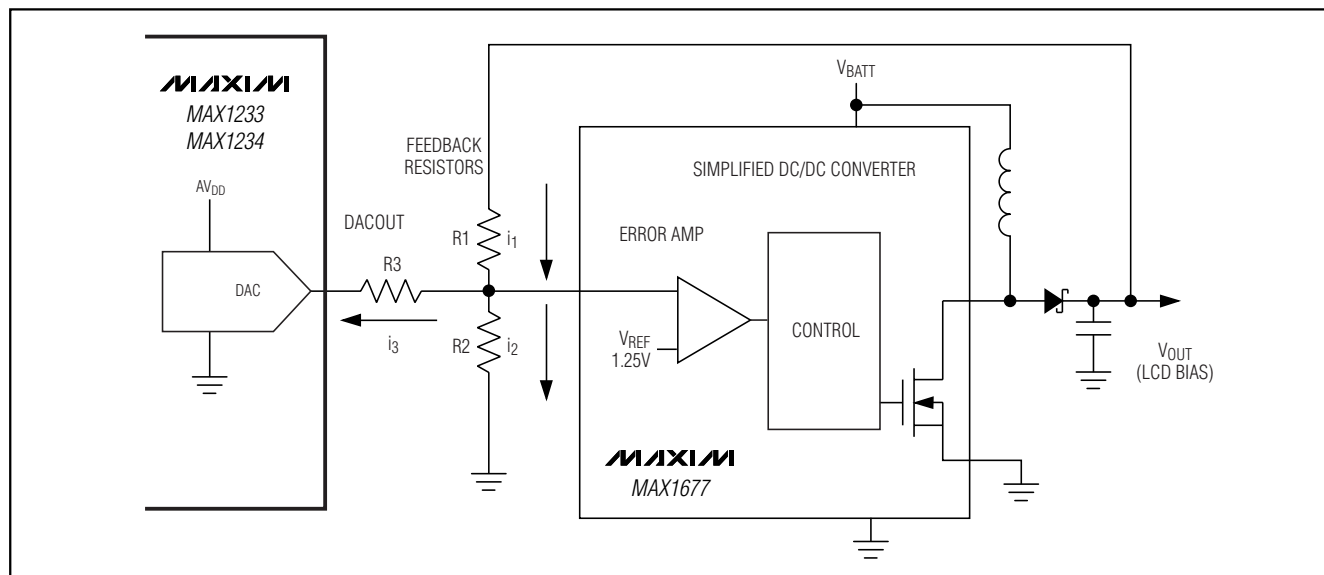 MAXIM
MAX1233
MAX1234
AVDD
DAC
DACOUT
R3
i3
FEEDBACK
RESISTORS
R1
i1
R2
i2
VBATT
SIMPLIFIED DC/DC CONVERTER
ERROR AMP
VREF
1.25V
CONTROL
MAXIM
MAX1677
VOUT
(LCD BIAS)